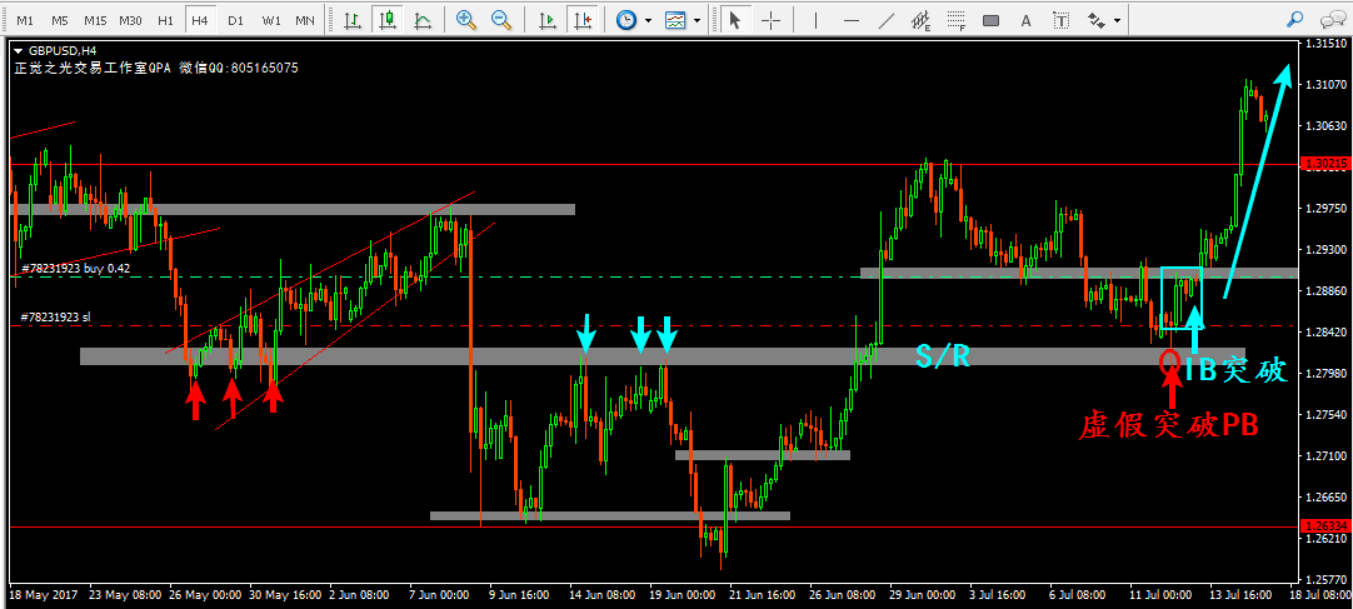 M1 M5 M15 M30 H1 H4 D1 W1 MN E F A T
GBPUSD,H4
正觉之光交易工作室QPA 微信QQ:805165075
1.31510
1.31070
1.30630
1.30215
1.29750
1.29300
#78231923 buy 0.42
1.28860
#78231923 sl
1.28420
S/R
IB突破
1.27980
虚假突破PB
1.27540
1.27100
1.26650
1.26334
1.26210
1.25770
18 May 2017 23 May 08:00 26 May 00:00 30 May 16:00 2 Jun 08:00 7 Jun 00:00 9 Jun 16:00 14 Jun 08:00 19 Jun 00:00 21 Jun 16:00 26 Jun 08:00 29 Jun 00:00 3 Jul 16:00 6 Jul 08:00 11 Jul 00:00 13 Jul 16:00 18 Jul 08:00